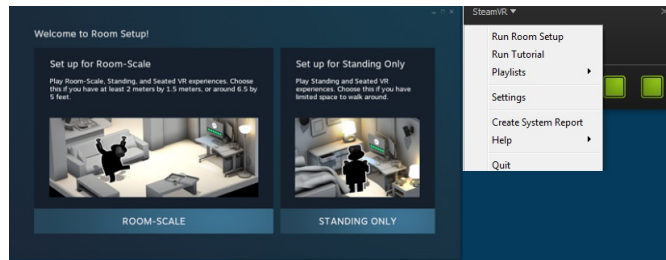 Welcome to Room Setup!
Set up for Room-Scale
Play Room-Scale, Standing, and Seated VR experiences. Choose
this if you have at least 2 meters by 1.5 meters, or around 6.5 by
5 feet.
ROOM-SCALE
Set up for Standing Only
Play Standing and Seated VR
experiences. Choose this if you have
limited space to walk around.
STANDING ONLY
SteamVR ▼
Run Room Setup
Run Tutorial
Playlists
Settings
Create System Report
Help
Quit